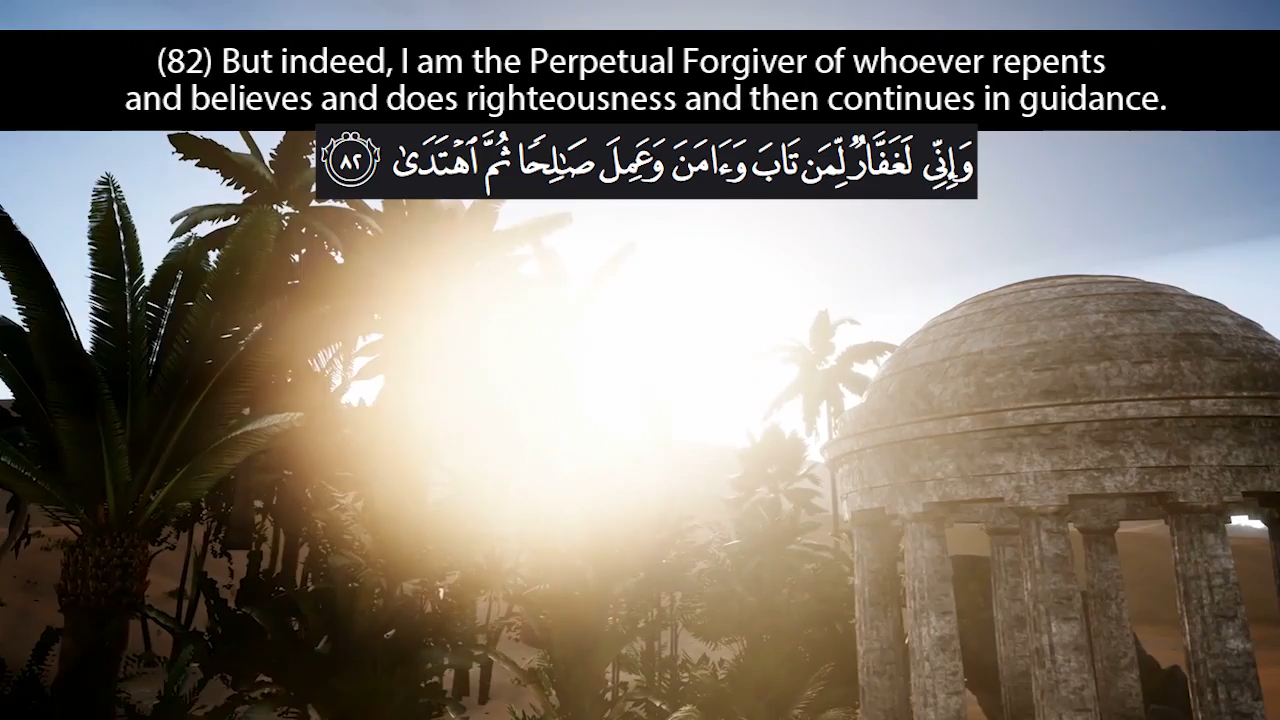 (82) But indeed, I am the Perpetual Forgiver of whoever repents
and believes and does righteousness and then continues in guidance.
وَإِنِّي لَغَفَّارٌ لِّمَن تَابَ وَءَامَنَ وَعَمِلَ صَٰلِحًا ثُمَّ ٱهْتَدَىٰ ٨٢